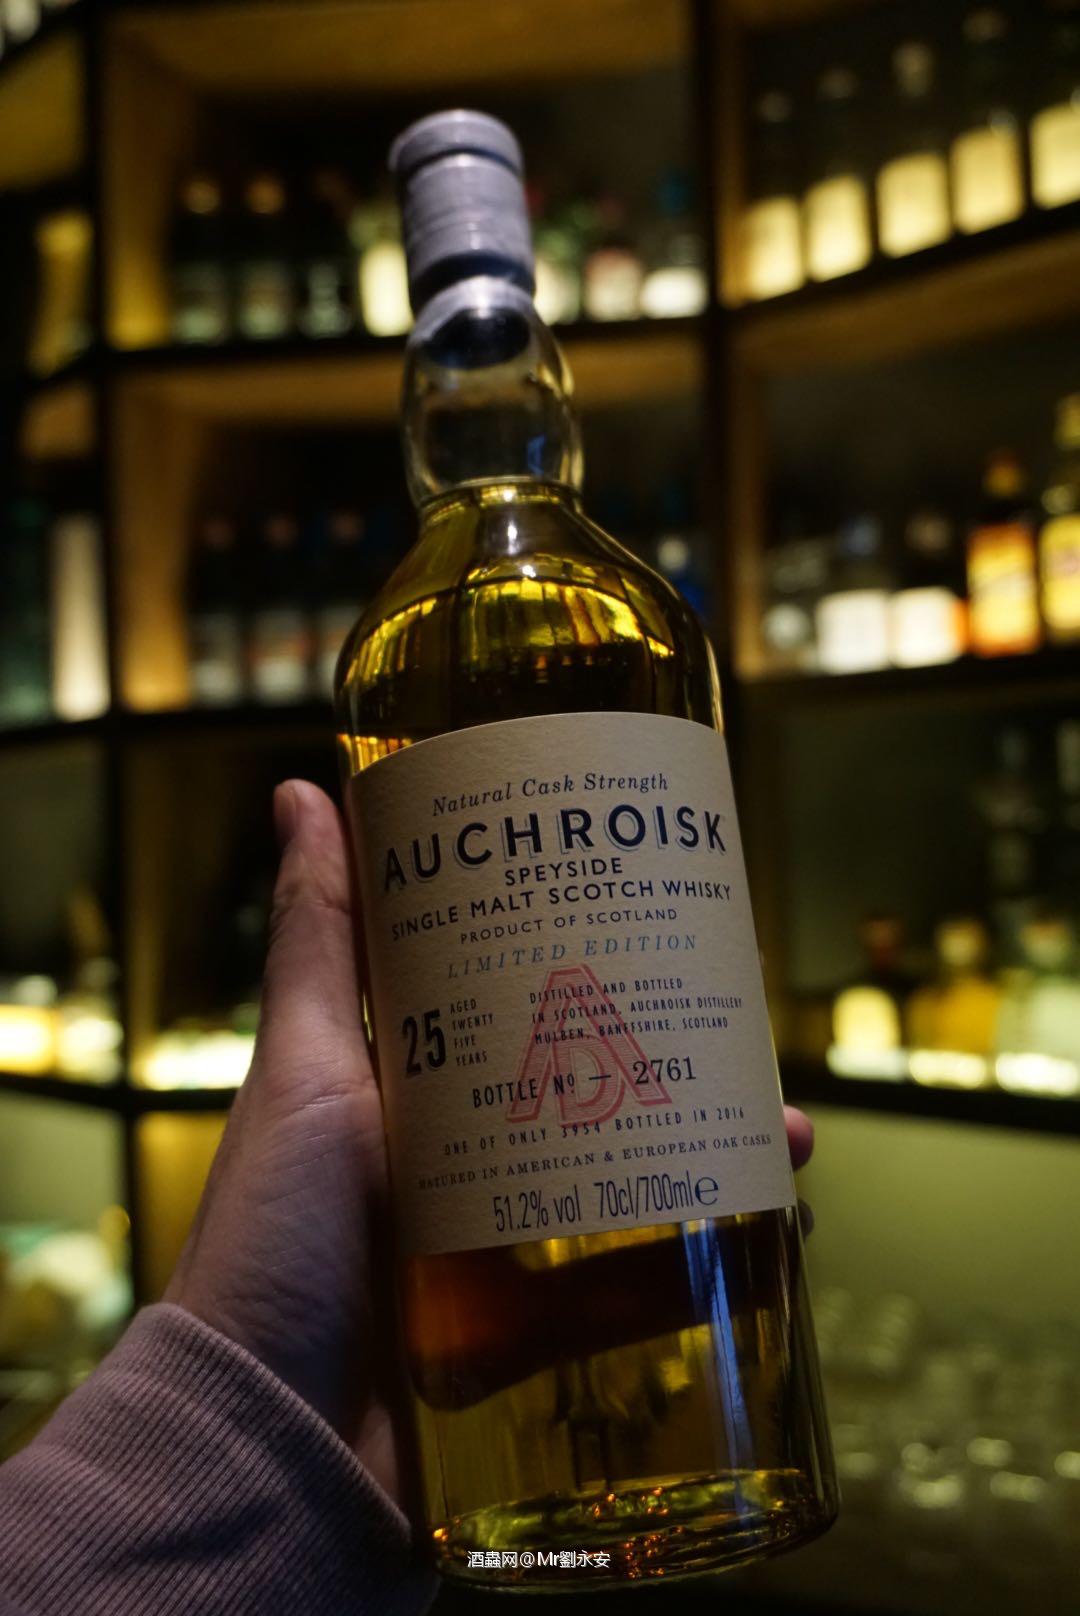 Natural Cask Strength
AUCHROISK
SPEYSIDE
SINGLE MALT SCOTCH WHISKY
PRODUCT OF SCOTLAND
LIMITED EDITION
25 AGED TWENTY FIVE YEARS
DISTILLED AND BOTTLED
IN SCOTLAND, AUCHROISK DISTILLERY
MULBEN, BANFFSHIRE, SCOTLAND
AD
BOTTLE Nº — 2761
ONE OF ONLY 3954 BOTTLED IN 2016
MATURED IN AMERICAN & EUROPEAN OAK CASKS
51.2% vol 70cl/700ml℮
酒蟲网@Mr劉永安